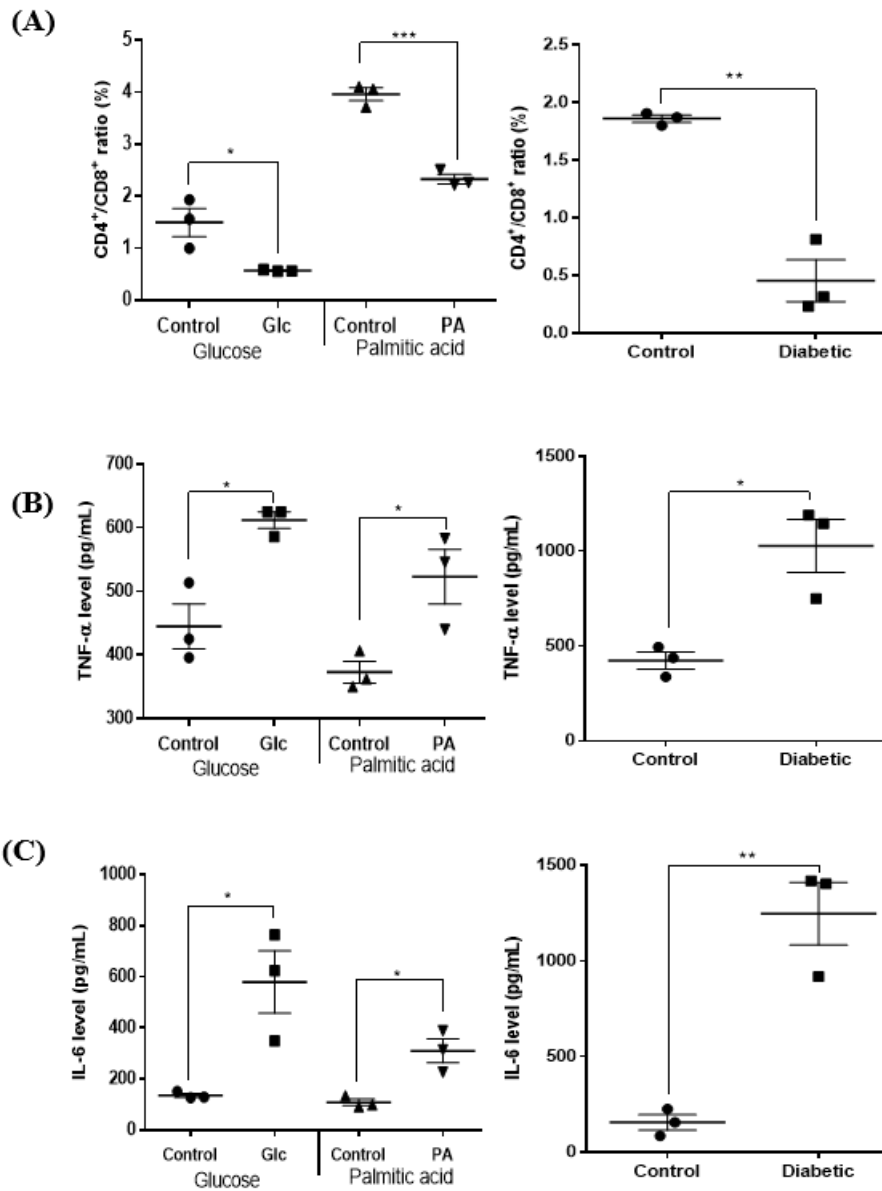 (A)
CD4⁺/CD8⁺ ratio (%)
5
4
3
2
1
0
*
***
Control Glc Control PA
Glucose Palmitic acid
CD4⁺/CD8⁺ ratio (%)
2.5
2.0
1.5
1.0
0.5
0.0
**
Control Diabetic
(B)
TNF-α level (pg/mL)
700
600
500
400
300
*
*
Control Glc Control PA
Glucose Palmitic acid
TNF-α level (pg/mL)
1500
1000
500
0
*
Control Diabetic
(C)
IL-6 level (pg/mL)
1000
800
600
400
200
0
*
*
Control Glc Control PA
Glucose Palmitic acid
IL-6 level (pg/mL)
1500
1000
500
0
**
Control Diabetic